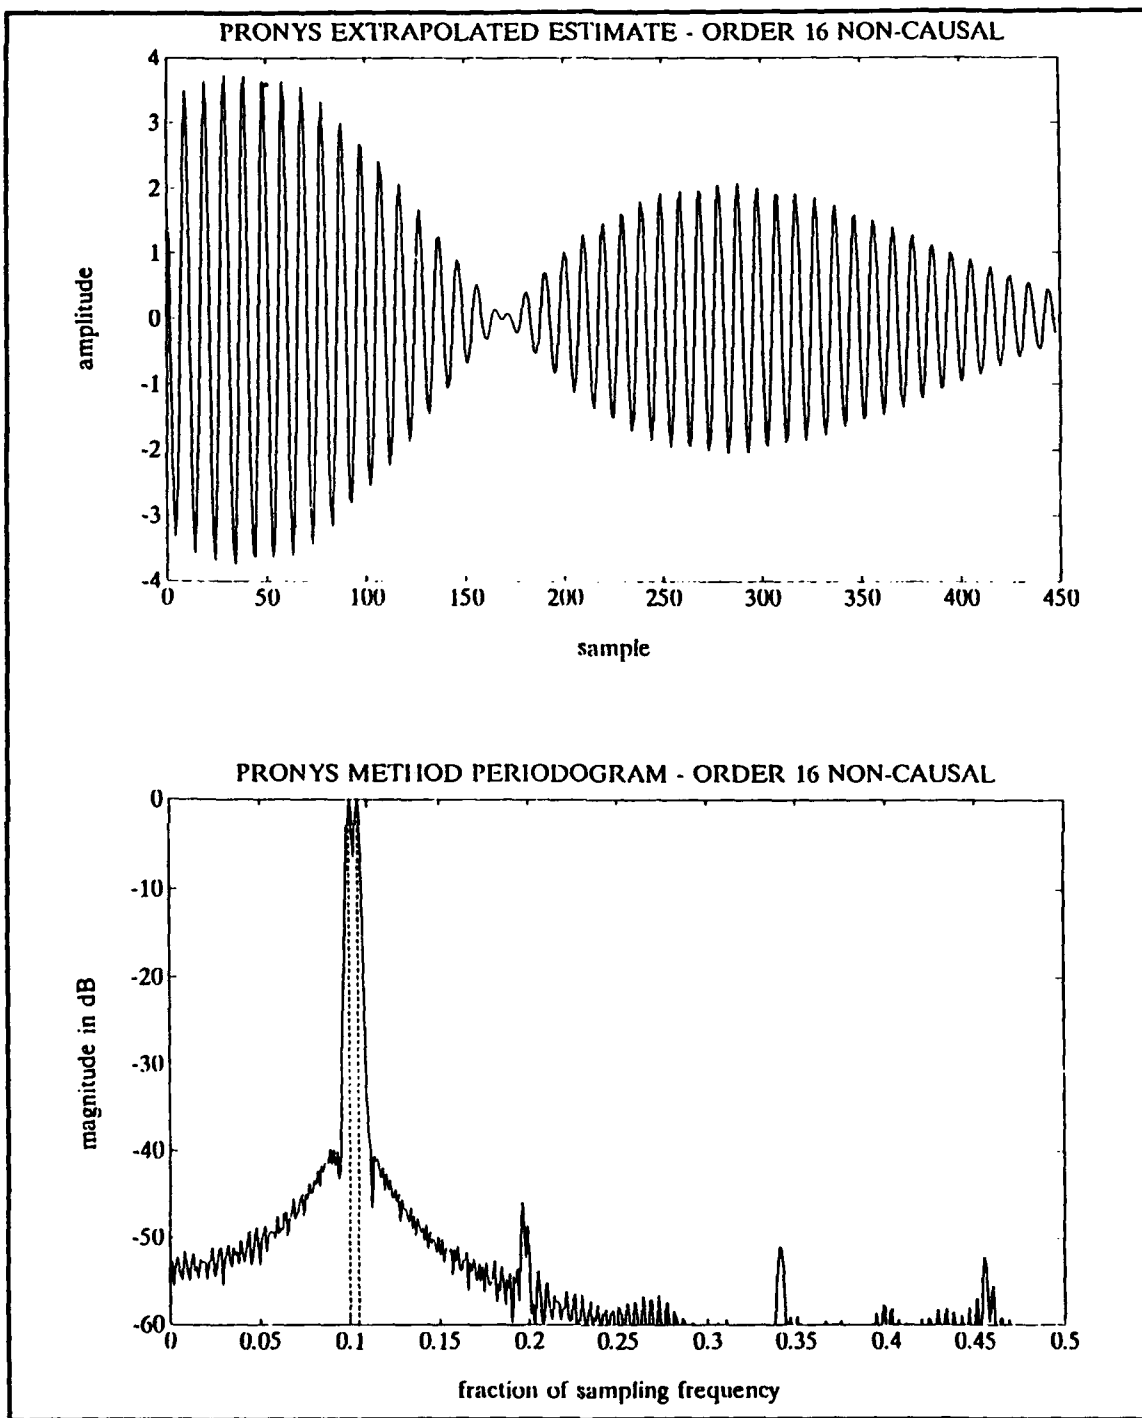 PRONYS EXTRAPOLATED ESTIMATE - ORDER 16 NON-CAUSAL
4
3
2
1
0
-1
-2
-3
-4
amplitude
0 50 100 150 200 250 300 350 400 450
sample
PRONYS METHOD PERIODOGRAM - ORDER 16 NON-CAUSAL
0
-10
-20
-30
-40
-50
-60
magnitude in dB
0 0.05 0.1 0.15 0.2 0.25 0.3 0.35 0.4 0.45 0.5
fraction of sampling frequency